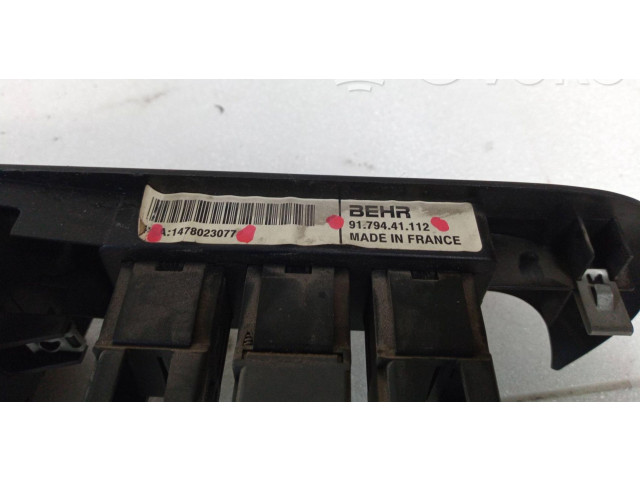 BEHR
91.794.41.112
A:1478023077
MADE IN FRANCE